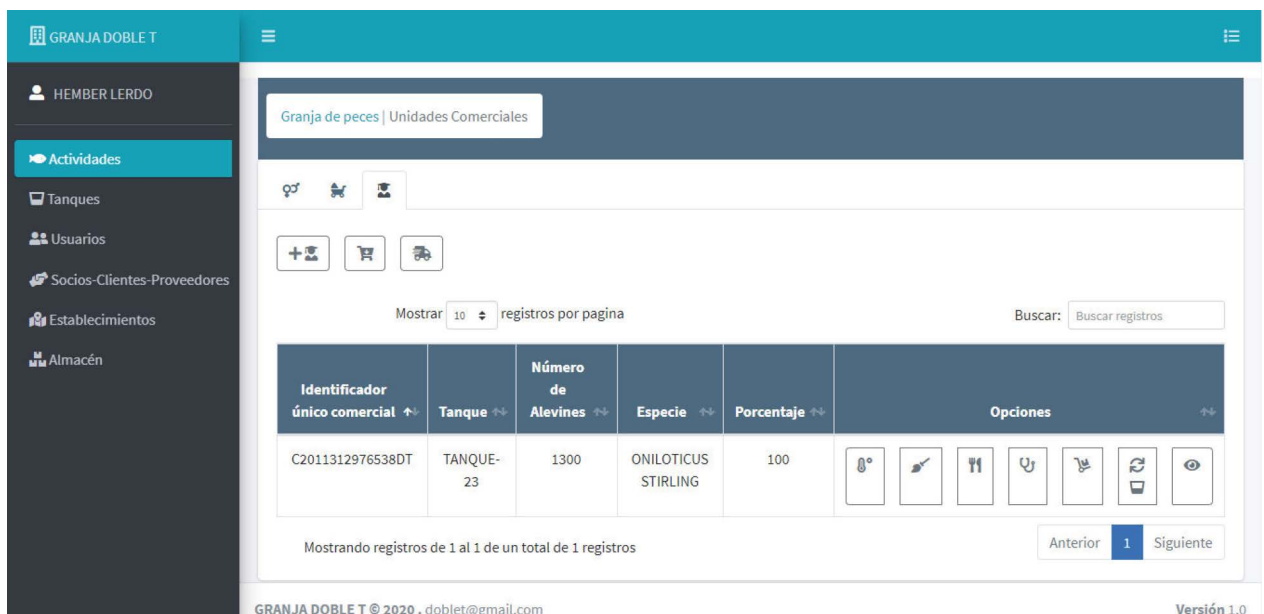 GRANJA DOBLE T
HEMBER LERDO
Actividades
Tanques
Usuarios
Socios-Clientes-Proveedores
Establecimientos
Almacén
Granja de peces | Unidades Comerciales
Mostrar 10 registros por pagina
Buscar: Buscar registros
Identificador único comercial
Tanque
Número de Alevines
Especie
Porcentaje
Opciones
C2011312976538DT
TANQUE-23
1300
ONILOTICUS STIRLING
100
Mostrando registros de 1 al 1 de un total de 1 registros
Anterior 1 Siguiente
GRANJA DOBLE T © 2020 . doblet@gmail.com
Versión 1.0